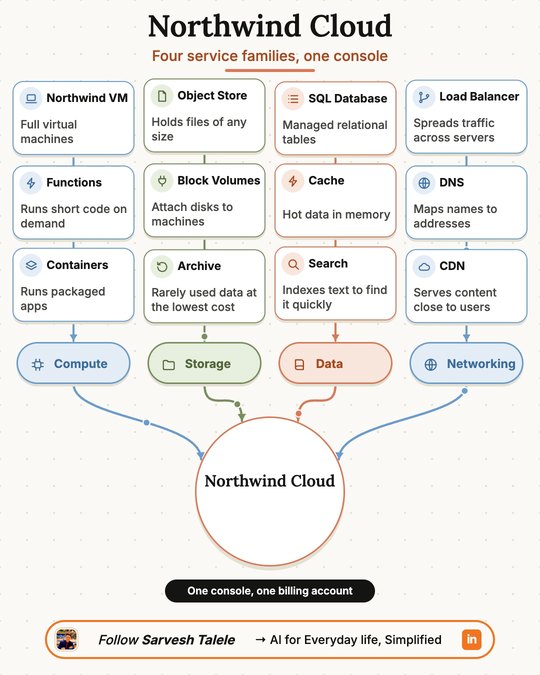 Northwind Cloud
Four service families, one console
Northwind VM
Full virtual
machines
Object Store
Holds files of any
size
SQL Database
Managed relational
tables
Load Balancer
Spreads traffic
across servers
Functions
Runs short code on
demand
Block Volumes
Attach disks to
machines
Cache
Hot data in memory
DNS
Maps names to
addresses
Containers
Runs packaged
apps
Archive
Rarely used data at
the lowest cost
Search
Indexes text to find
it quickly
CDN
Serves content
close to users
Compute
Storage
Data
Networking
Northwind Cloud
One console, one billing account
Follow Sarvesh Talele → AI for Everyday life, Simplified
in